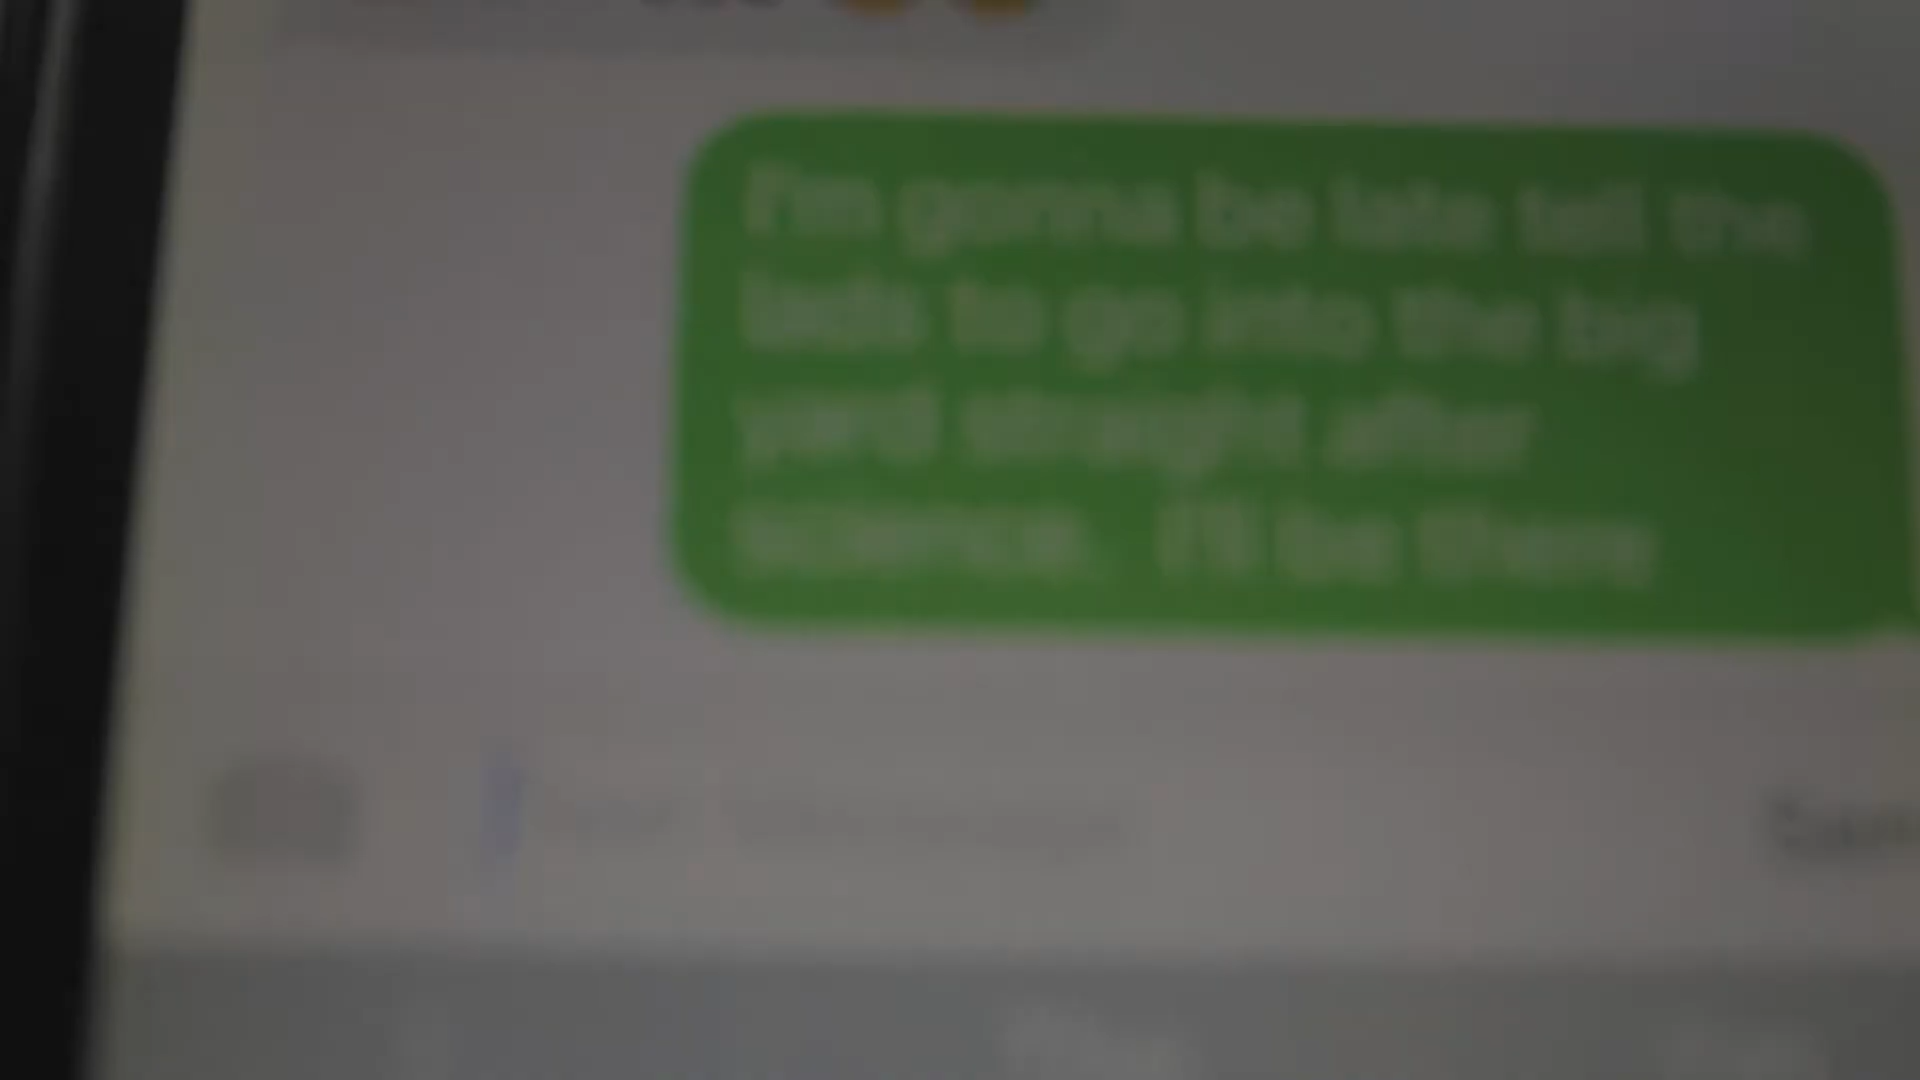 I'm gonna be late tell the
lads to go into the big
yard straight after
science. I'll be there